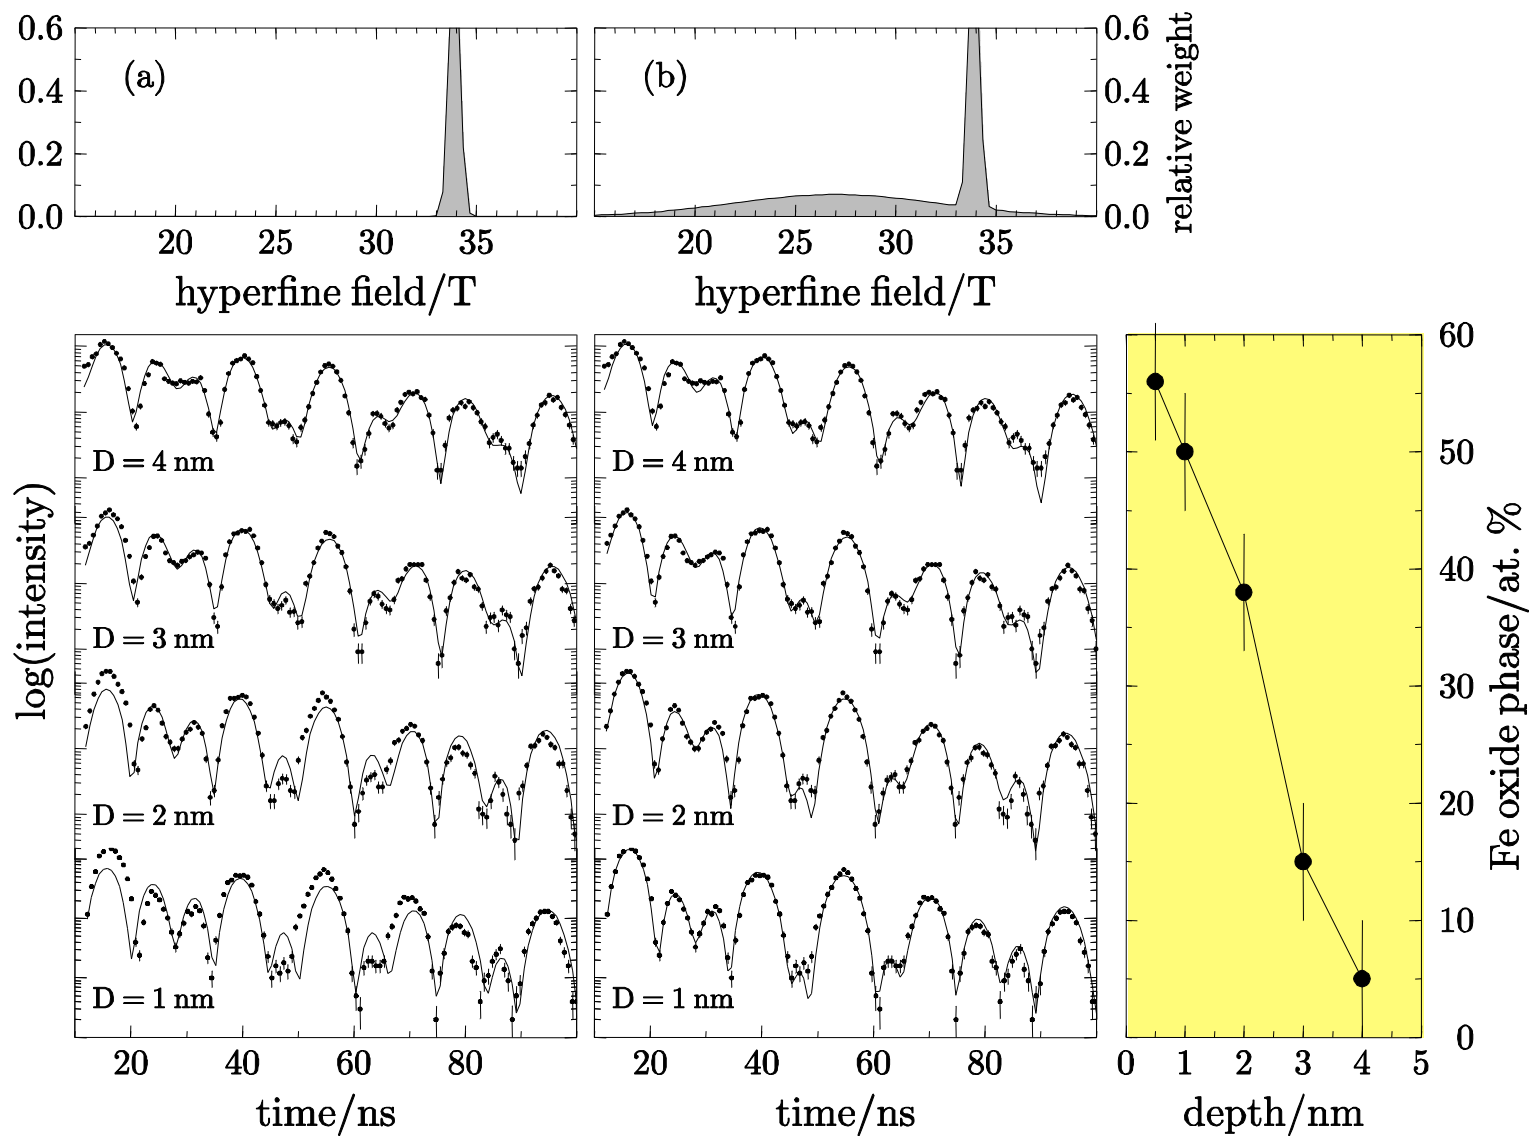 0.6
0.4
0.2
0.0
(a)
20 25 30 35
hyperfine field/T
(b)
20 25 30 35
hyperfine field/T
0.6
0.4
0.2
0.0
relative weight
log(intensity)
D = 4 nm
D = 3 nm
D = 2 nm
D = 1 nm
20 40 60 80
time/ns
D = 4 nm
D = 3 nm
D = 2 nm
D = 1 nm
20 40 60 80
time/ns
60
50
40
30
20
10
0
Fe oxide phase/at. %
0 1 2 3 4 5
depth/nm